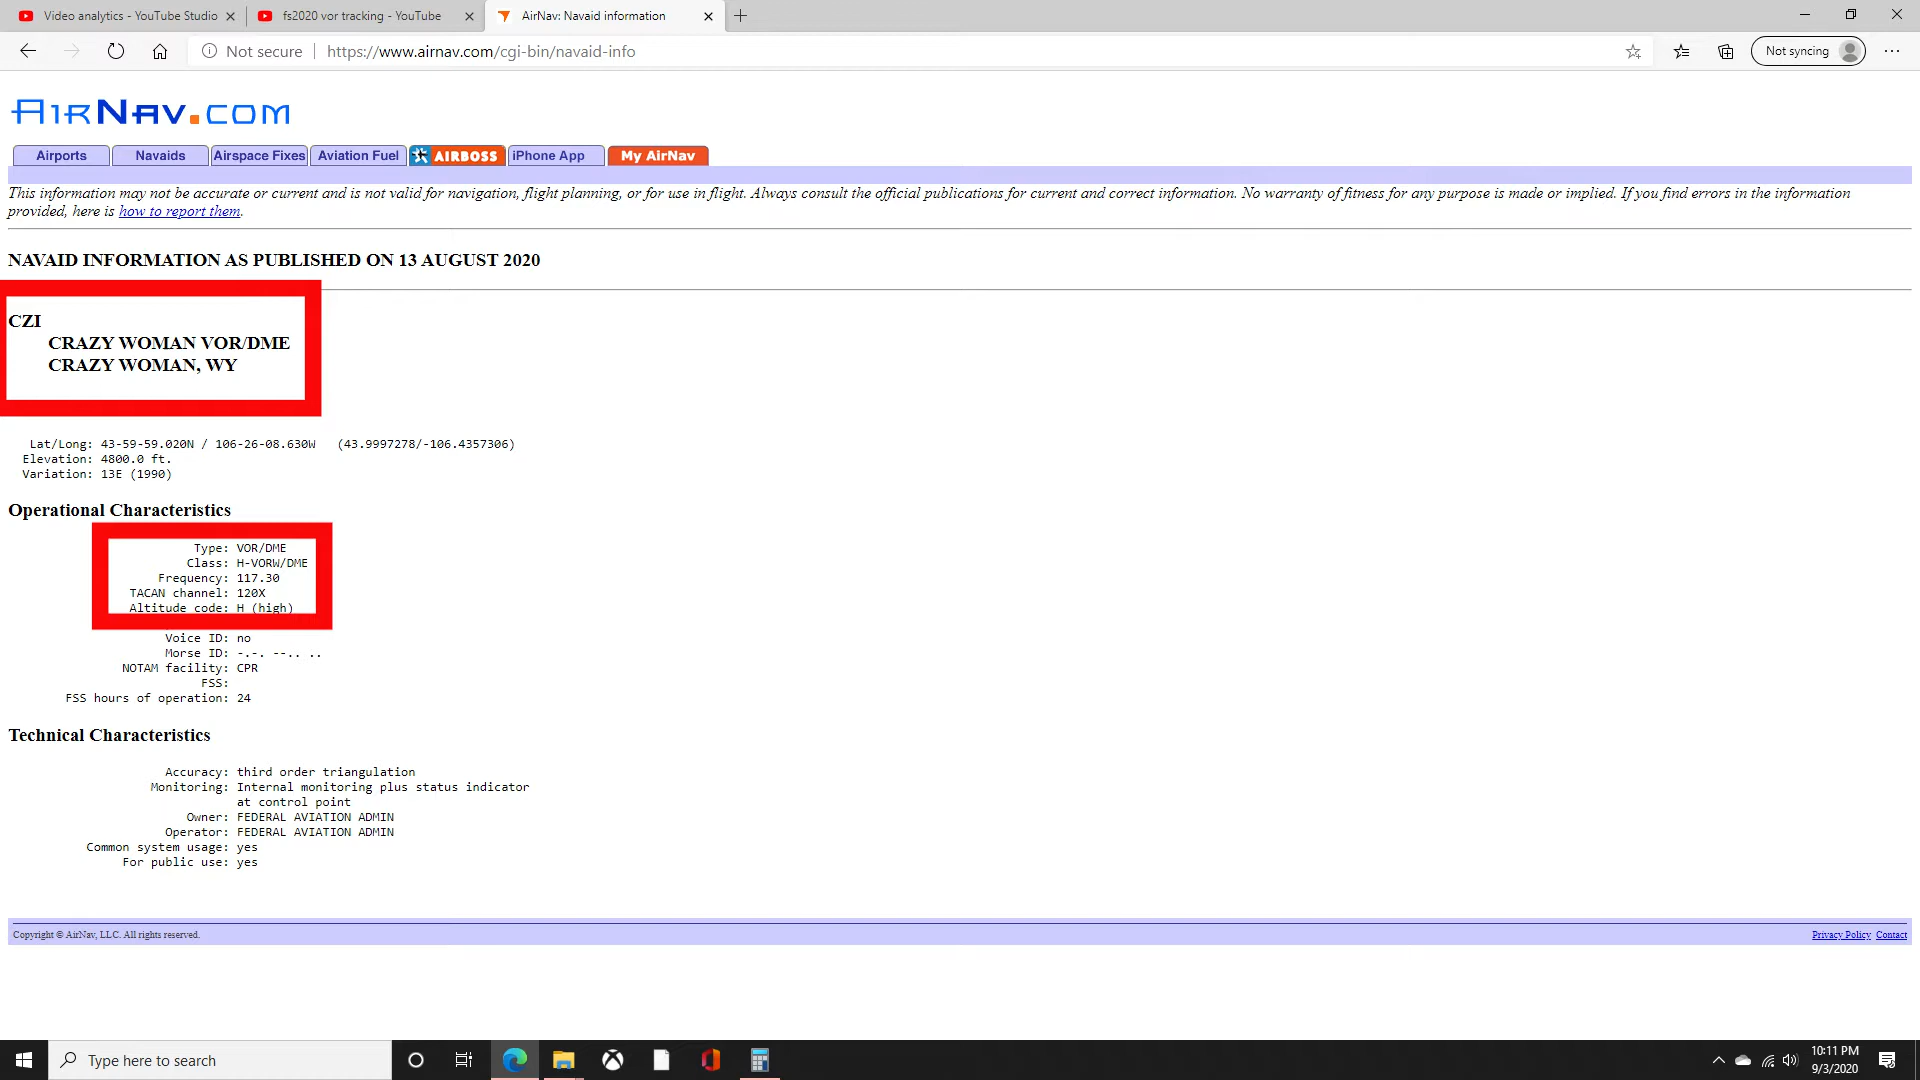 Video analytics - YouTube Studio
fs2020 vor tracking - YouTube
AirNav: Navaid information
Not secure
https://www.airnav.com/cgi-bin/navaid-info
Not syncing
AIRNAV.COM
Airports
Navaids
Airspace Fixes
Aviation Fuel
AIRBOSS
iPhone App
My AirNav
This information may not be accurate or current and is not valid for navigation, flight planning, or for use in flight. Always consult the official publications for current and correct information. No warranty of fitness for any purpose is made or implied. If you find errors in the information
provided, here is how to report them.
NAVAID INFORMATION AS PUBLISHED ON 13 AUGUST 2020
CZI
CRAZY WOMAN VOR/DME
CRAZY WOMAN, WY
Lat/Long: 43-59-59.020N / 106-26-08.630W (43.9997278/-106.4357306)
Elevation: 4800.0 ft.
Variation: 13E (1990)
Operational Characteristics
Type: VOR/DME
Class: H-VORW/DME
Frequency: 117.30
TACAN channel: 120X
Altitude code: H (high)
Voice ID: no
Morse ID: -.-. --.. ..
NOTAM facility: CPR
FSS:
FSS hours of operation: 24
Technical Characteristics
Accuracy: third order triangulation
Monitoring: Internal monitoring plus status indicator
at control point
Owner: FEDERAL AVIATION ADMIN
Operator: FEDERAL AVIATION ADMIN
Common system usage: yes
For public use: yes
Copyright © AirNav, LLC. All rights reserved.
Privacy Policy Contact
Type here to search
10:11 PM
9/3/2020